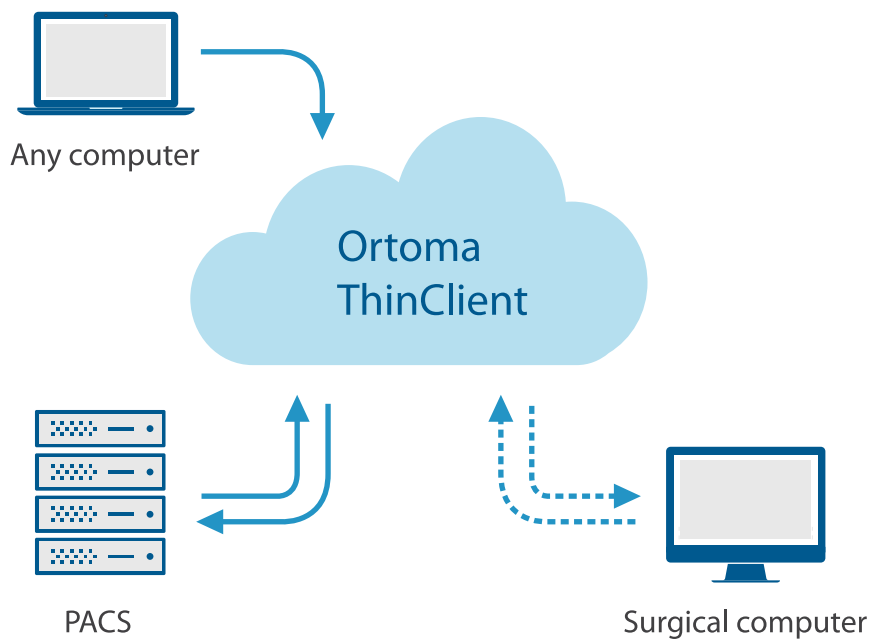 Any computer
Ortoma
ThinClient
PACS
Surgical computer